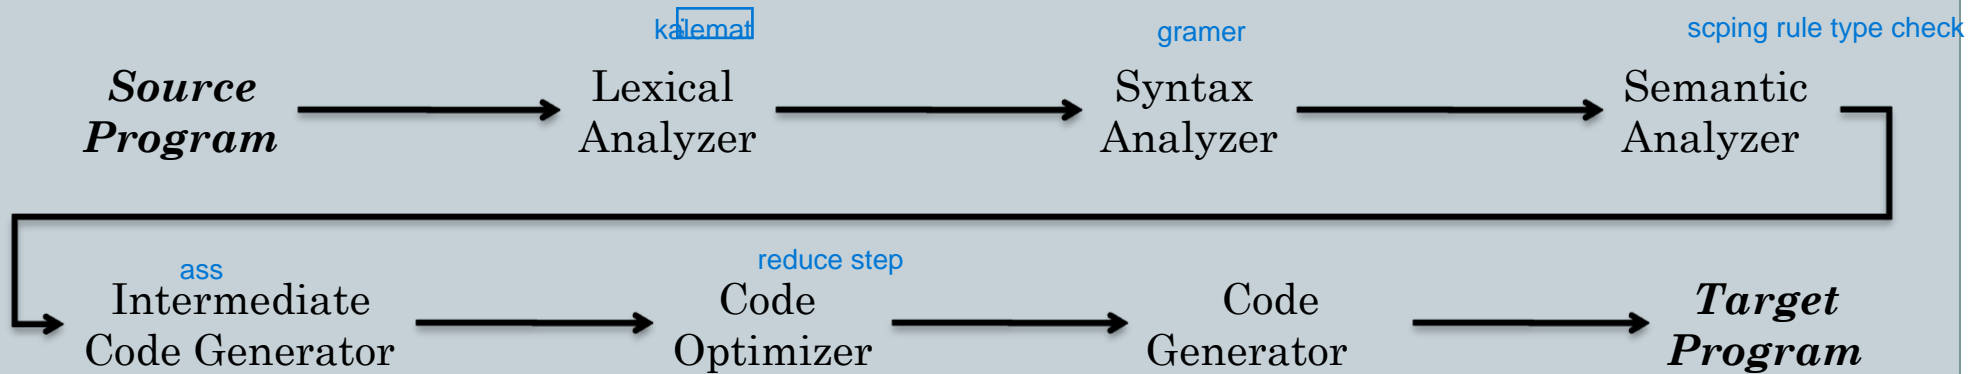 kalemat
gramer
scping rule type check
Source
Program
Lexical
Analyzer
Syntax
Analyzer
Semantic
Analyzer
ass
reduce step
Intermediate
Code Generator
Code
Optimizer
Code
Generator
Target
Program